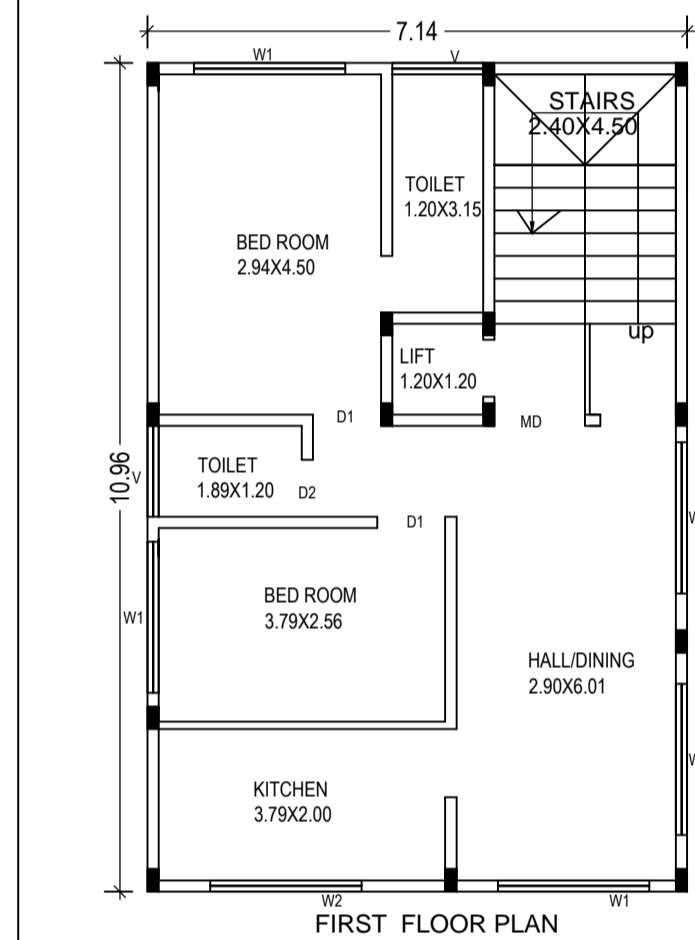 7.14
W1
V
STAIRS
2.40X4.50
TOILET
1.20X3.15
BED ROOM
2.94X4.50
up
LIFT
1.20X1.20
D1
MD
10.96
V
TOILET
1.89X1.20
D2
D1
W
BED ROOM
3.79X2.56
W1
HALL/DINING
2.90X6.01
W
KITCHEN
3.79X2.00
W2
W1
FIRST FLOOR PLAN